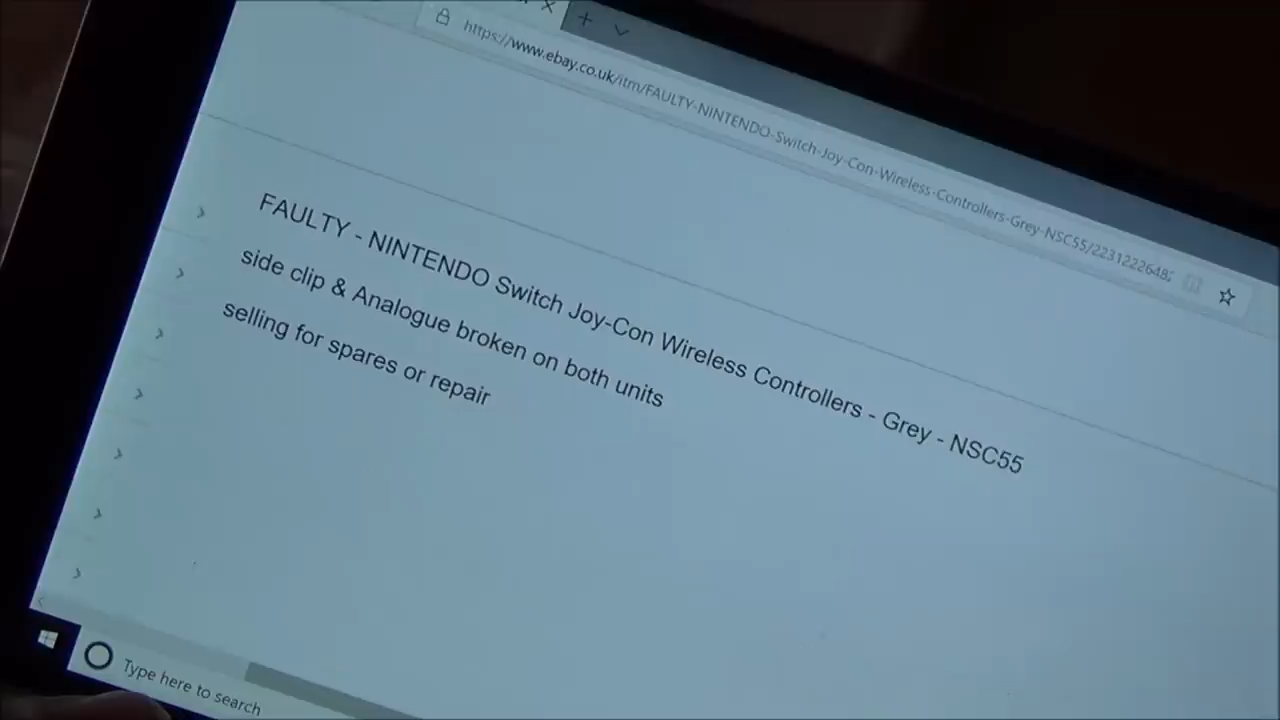 https://www.ebay.co.uk/itm/FAULTY-NINTENDO-Switch-Joy-Con-Wireless-Controllers-Grey-NSC55/2231222648
FAULTY - NINTENDO Switch Joy-Con Wireless Controllers - Grey - NSC55
side clip & Analogue broken on both units
selling for spares or repair
Type here to search